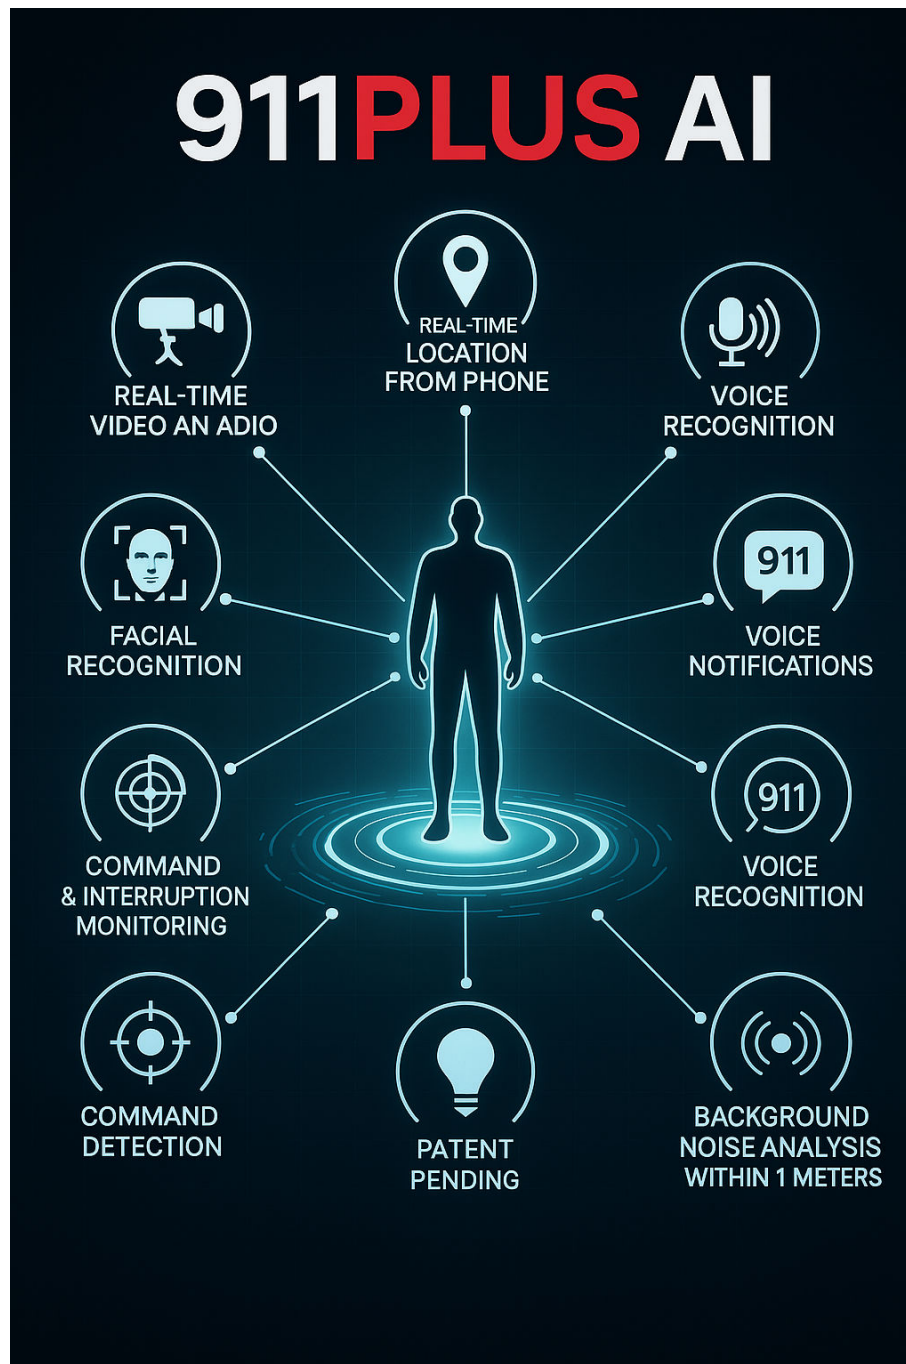 911PLUS AI
REAL-TIME
LOCATION
FROM PHONE
REAL-TIME
VIDEO AN ADIO
VOICE
RECOGNITION
FACIAL
RECOGNITION
911
VOICE
NOTIFICATIONS
COMMAND
& INTERRUPTION
MONITORING
911
VOICE
RECOGNITION
COMMAND
DETECTION
PATENT
PENDING
BACKGROUND
NOISE ANALYSIS
WITHIN 1 METERS